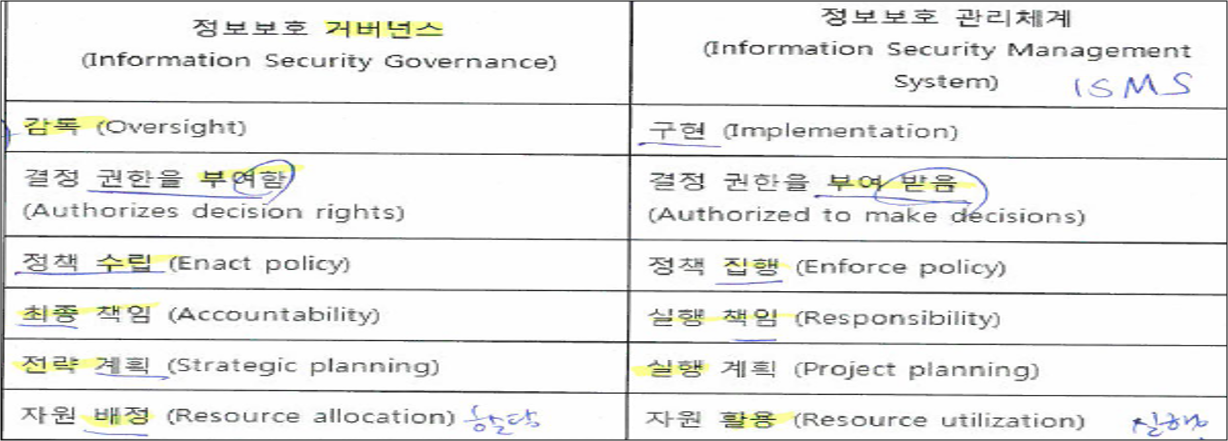 정보보호 거버넌스
(Information Security Governance)
정보보호 관리체계
(Information Security Management
System)
ISMS
감독 (Oversight)
구현 (Implementation)
결정 권한을 부여함
(Authorizes decision rights)
결정 권한을 부여 받음
(Authorized to make decisions)
정책 수립 (Enact policy)
정책 집행 (Enforce policy)
최종 책임 (Accountability)
실행 책임 (Responsibility)
전략 계획 (Strategic planning)
실행 계획 (Project planning)
자원 배정 (Resource allocation) 할당
자원 활용 (Resource utilization) 실행